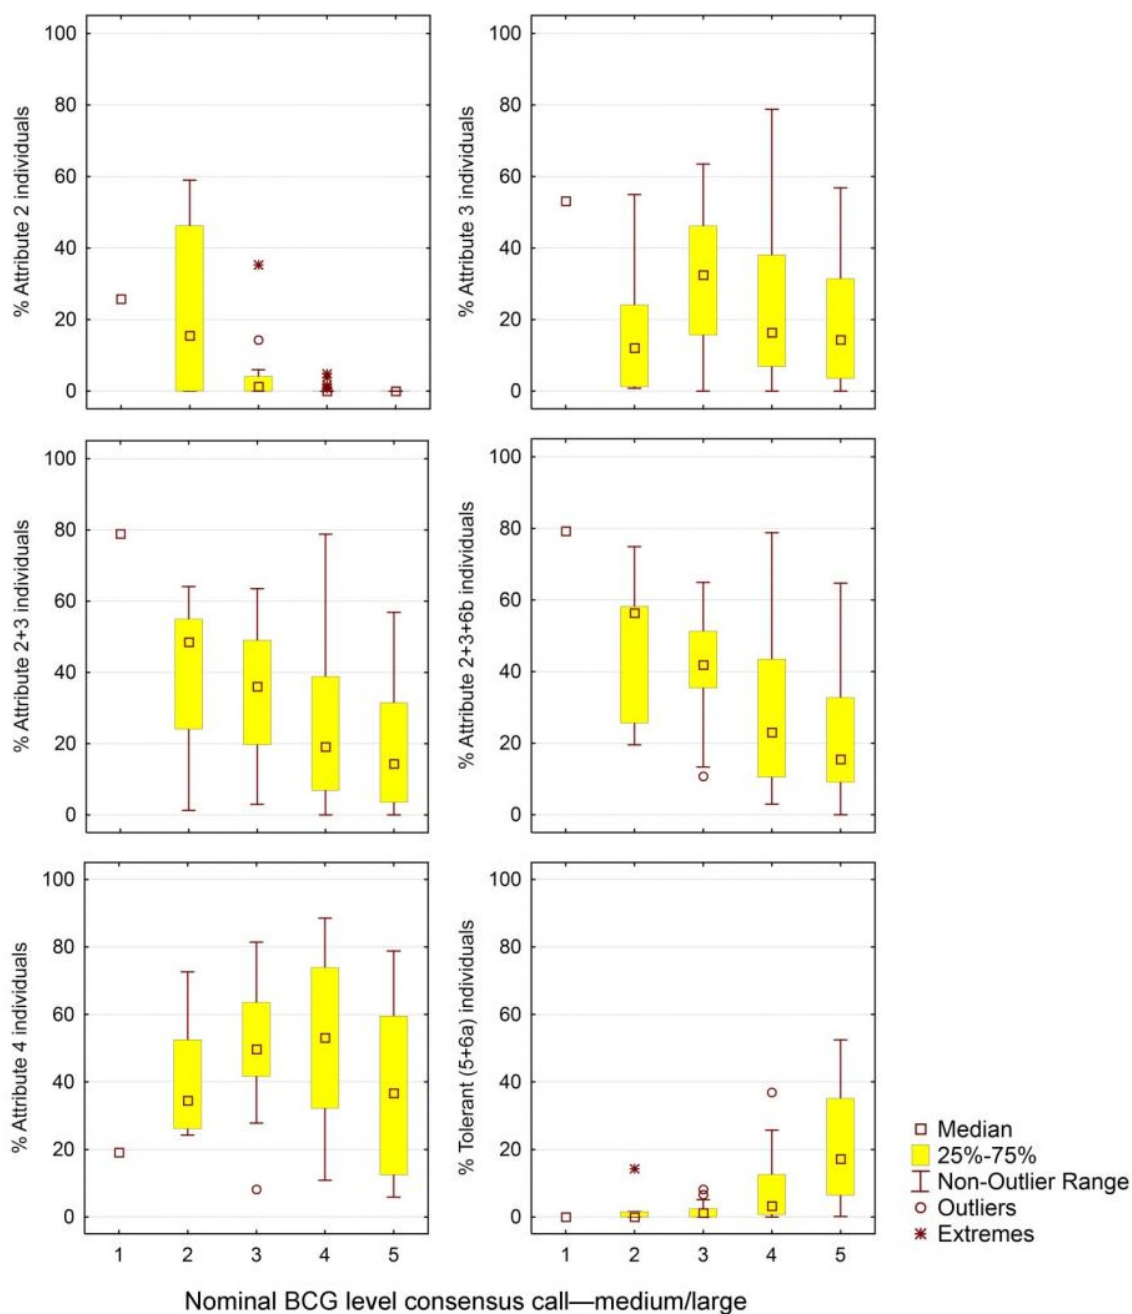 % Attribute 2 individuals
100
80
60
40
20
0
% Attribute 3 individuals
100
80
60
40
20
0
% Attribute 2+3 individuals
100
80
60
40
20
0
% Attribute 2+3+6b individuals
100
80
60
40
20
0
% Attribute 4 individuals
100
80
60
40
20
0
1 2 3 4 5
% Tolerant (5+6a) individuals
100
80
60
40
20
0
1 2 3 4 5
Median
25%-75%
Non-Outlier Range
Outliers
Extremes
Nominal BCG level consensus call—medium/large